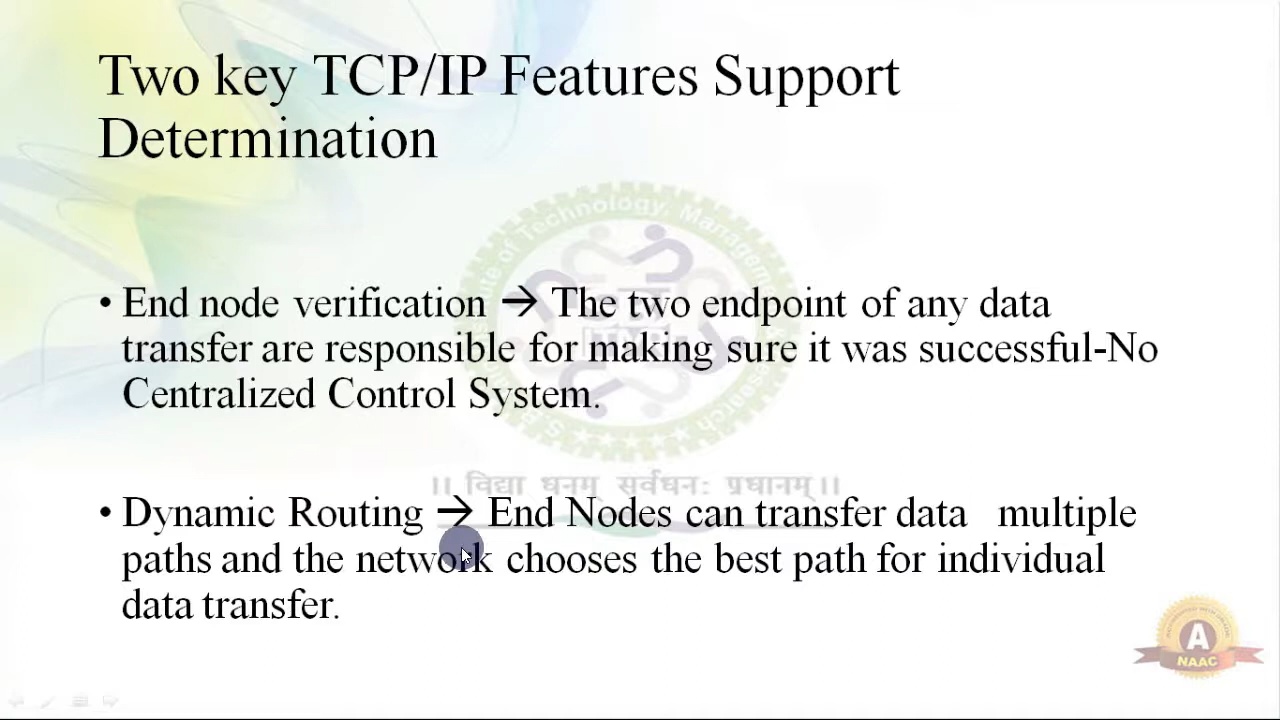 Two key TCP/IP Features Support
Determination
• End node verification → The two endpoint of any data
transfer are responsible for making sure it was successful-No
Centralized Control System.
।। विद्या धनम् सर्वधनः प्रधानम् ।।
• Dynamic Routing → End Nodes can transfer data multiple
paths and the network chooses the best path for individual
data transfer.
A
NAAC